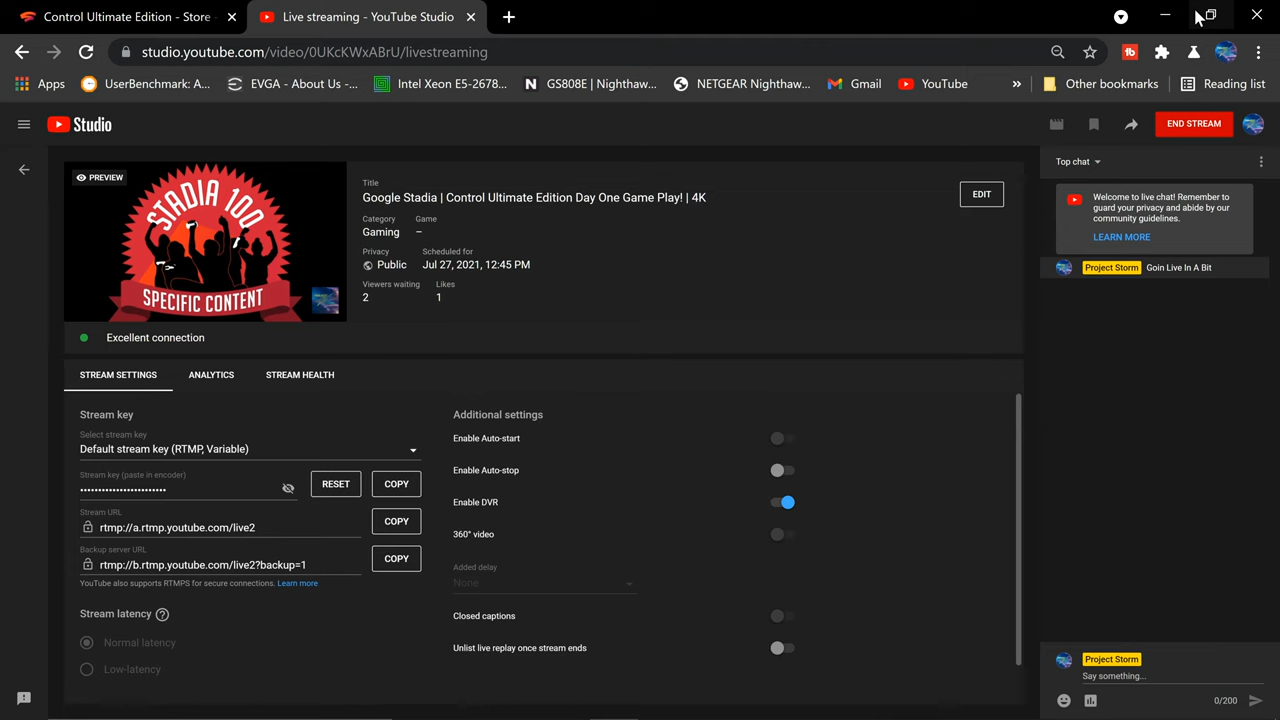 Control Ultimate Edition - Store
Live streaming - YouTube Studio
studio.youtube.com/video/0UKcKWxABrU/livestreaming
Apps
UserBenchmark: A...
EVGA - About Us -...
Intel Xeon E5-2678...
GS808E | Nighthaw...
NETGEAR Nighthaw...
Gmail
YouTube
»
Other bookmarks
Reading list
Studio
END STREAM
PREVIEW
STADIA 100
SPECIFIC CONTENT
Title
Google Stadia | Control Ultimate Edition Day One Game Play! | 4K
EDIT
Category
Game
Gaming
–
Privacy
Scheduled for
Public
Jul 27, 2021, 12:45 PM
Viewers waiting
Likes
2
1
Excellent connection
Top chat
Welcome to live chat! Remember to
guard your privacy and abide by our
community guidelines.
LEARN MORE
Project Storm Goin Live In A Bit
STREAM SETTINGS
ANALYTICS
STREAM HEALTH
Stream key
Select stream key
Default stream key (RTMP, Variable)
Stream key (paste in encoder)
RESET
COPY
Stream URL
rtmp://a.rtmp.youtube.com/live2
COPY
Backup server URL
rtmp://b.rtmp.youtube.com/live2?backup=1
COPY
YouTube also supports RTMPS for secure connections. Learn more
Stream latency
Normal latency
Low-latency
Additional settings
Enable Auto-start
Enable Auto-stop
Enable DVR
360° video
Added delay
None
Closed captions
Unlist live replay once stream ends
Project Storm
Say something...
0/200